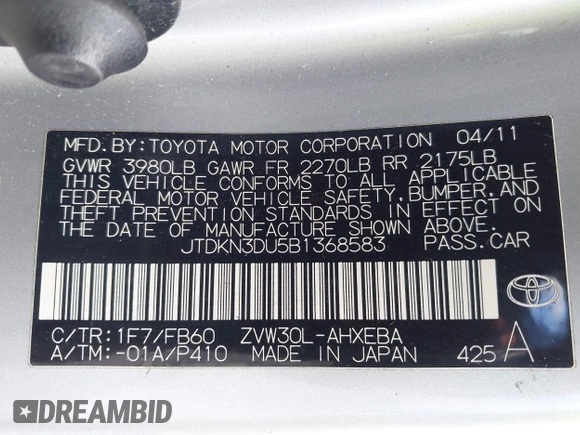 MFD. BY: TOYOTA MOTOR CORPORATION 04/11
GVWR 3980LB GAWR FR 2270LB RR 2175LB
THIS VEHICLE CONFORMS TO ALL APPLICABLE
FEDERAL MOTOR VEHICLE SAFETY, BUMPER, AND
THEFT PREVENTION STANDARDS IN EFFECT ON
THE DATE OF MANUFACTURE SHOWN ABOVE.
JTDKN3DU5B1368583 PASS. CAR
C/TR: 1F7/FB60 ZVW30L-AHXEBA
A/TM: -01A/P410 MADE IN JAPAN 425 A
DREAMBID